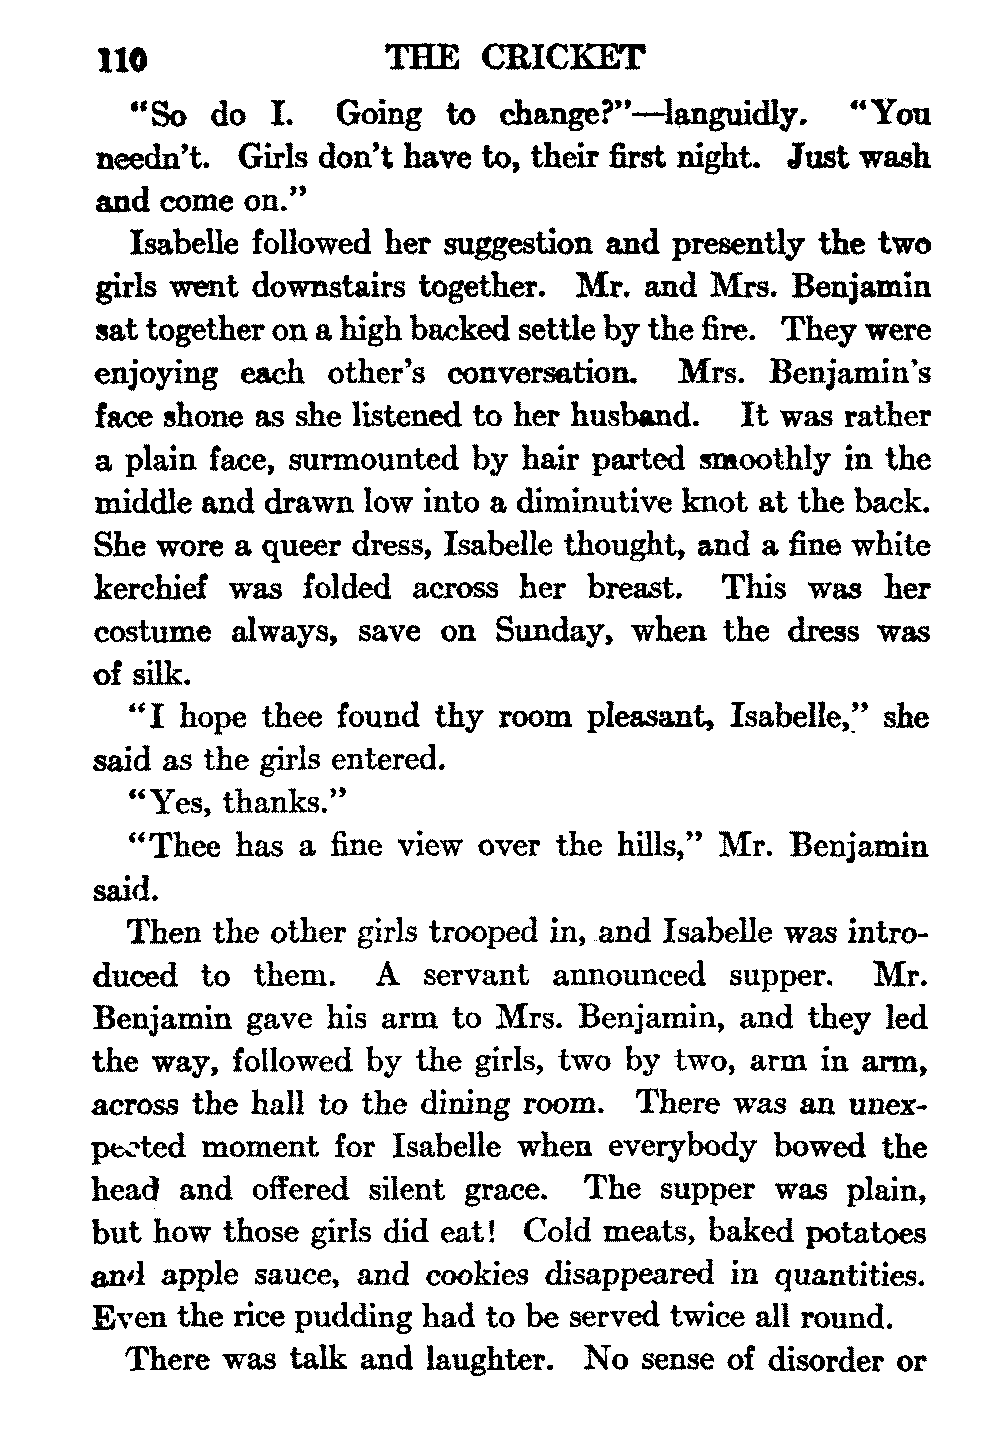 110 THE CRICKET
"So do I. Going to change?"—languidly. "You
needn't. Girls don't have to, their first night. Just wash
and come on."
Isabelle followed her suggestion and presently the two
girls went downstairs together. Mr. and Mrs. Benjamin
sat together on a high backed settle by the fire. They were
enjoying each other's conversation. Mrs. Benjamin's
face shone as she listened to her husband. It was rather
a plain face, surmounted by hair parted smoothly in the
middle and drawn low into a diminutive knot at the back.
She wore a queer dress, Isabelle thought, and a fine white
kerchief was folded across her breast. This was her
costume always, save on Sunday, when the dress was
of silk.
"I hope thee found thy room pleasant, Isabelle," she
said as the girls entered.
"Yes, thanks."
"Thee has a fine view over the hills," Mr. Benjamin
said.
Then the other girls trooped in, and Isabelle was intro-
duced to them. A servant announced supper. Mr.
Benjamin gave his arm to Mrs. Benjamin, and they led
the way, followed by the girls, two by two, arm in arm,
across the hall to the dining room. There was an unex-
pected moment for Isabelle when everybody bowed the
head and offered silent grace. The supper was plain,
but how those girls did eat! Cold meats, baked potatoes
and apple sauce, and cookies disappeared in quantities.
Even the rice pudding had to be served twice all round.
There was talk and laughter. No sense of disorder or